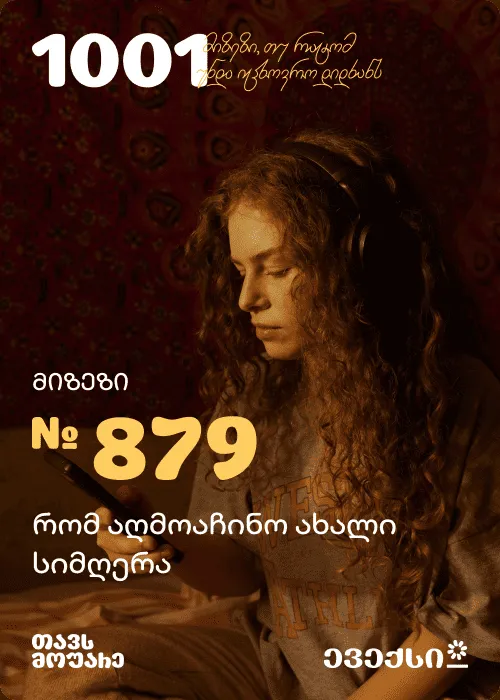 1001 მიზეზი, თუ რატომ
უნდა იცხოვრო დიდხანს
მიზეზი
№ 879
რომ აღმოაჩინო ახალი
სიმღერა
თავს
მოუარე
ევექსი